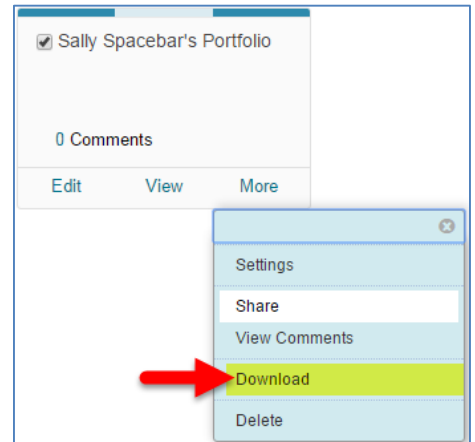 Sally Spacebar's Portfolio
0 Comments
Edit View More
Settings
Share
View Comments
Download
Delete